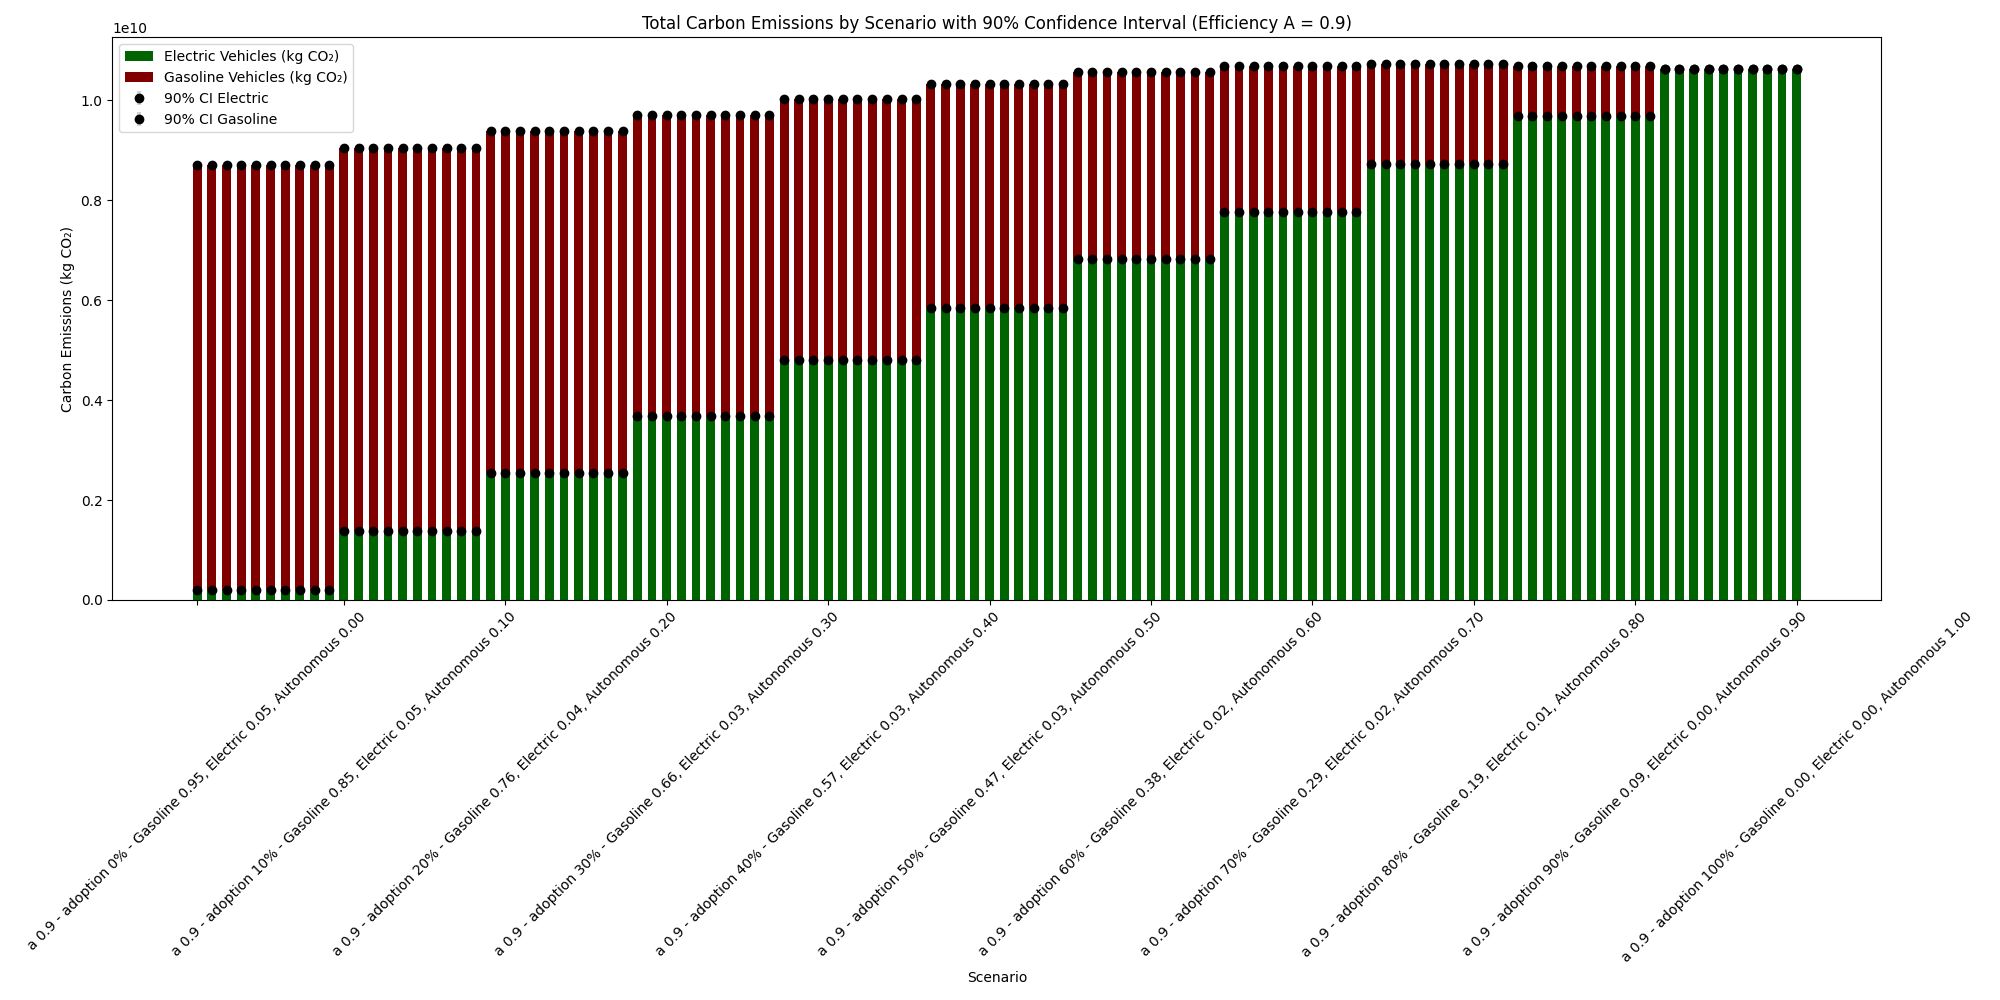 Total Carbon Emissions by Scenario with 90% Confidence Interval (Efficiency A = 0.9)
1e10
Electric Vehicles (kg CO₂)
Gasoline Vehicles (kg CO₂)
90% CI Electric
90% CI Gasoline
1.0
0.8
0.6
0.4
0.2
0.0
Carbon Emissions (kg CO₂)
a 0.9 - adoption 0% - Gasoline 0.95, Electric 0.05, Autonomous 0.00
a 0.9 - adoption 10% - Gasoline 0.85, Electric 0.05, Autonomous 0.10
a 0.9 - adoption 20% - Gasoline 0.76, Electric 0.04, Autonomous 0.20
a 0.9 - adoption 30% - Gasoline 0.66, Electric 0.03, Autonomous 0.30
a 0.9 - adoption 40% - Gasoline 0.57, Electric 0.03, Autonomous 0.40
a 0.9 - adoption 50% - Gasoline 0.47, Electric 0.03, Autonomous 0.50
a 0.9 - adoption 60% - Gasoline 0.38, Electric 0.02, Autonomous 0.60
a 0.9 - adoption 70% - Gasoline 0.29, Electric 0.02, Autonomous 0.70
a 0.9 - adoption 80% - Gasoline 0.19, Electric 0.01, Autonomous 0.80
a 0.9 - adoption 90% - Gasoline 0.09, Electric 0.00, Autonomous 0.90
a 0.9 - adoption 100% - Gasoline 0.00, Electric 0.00, Autonomous 1.00
Scenario